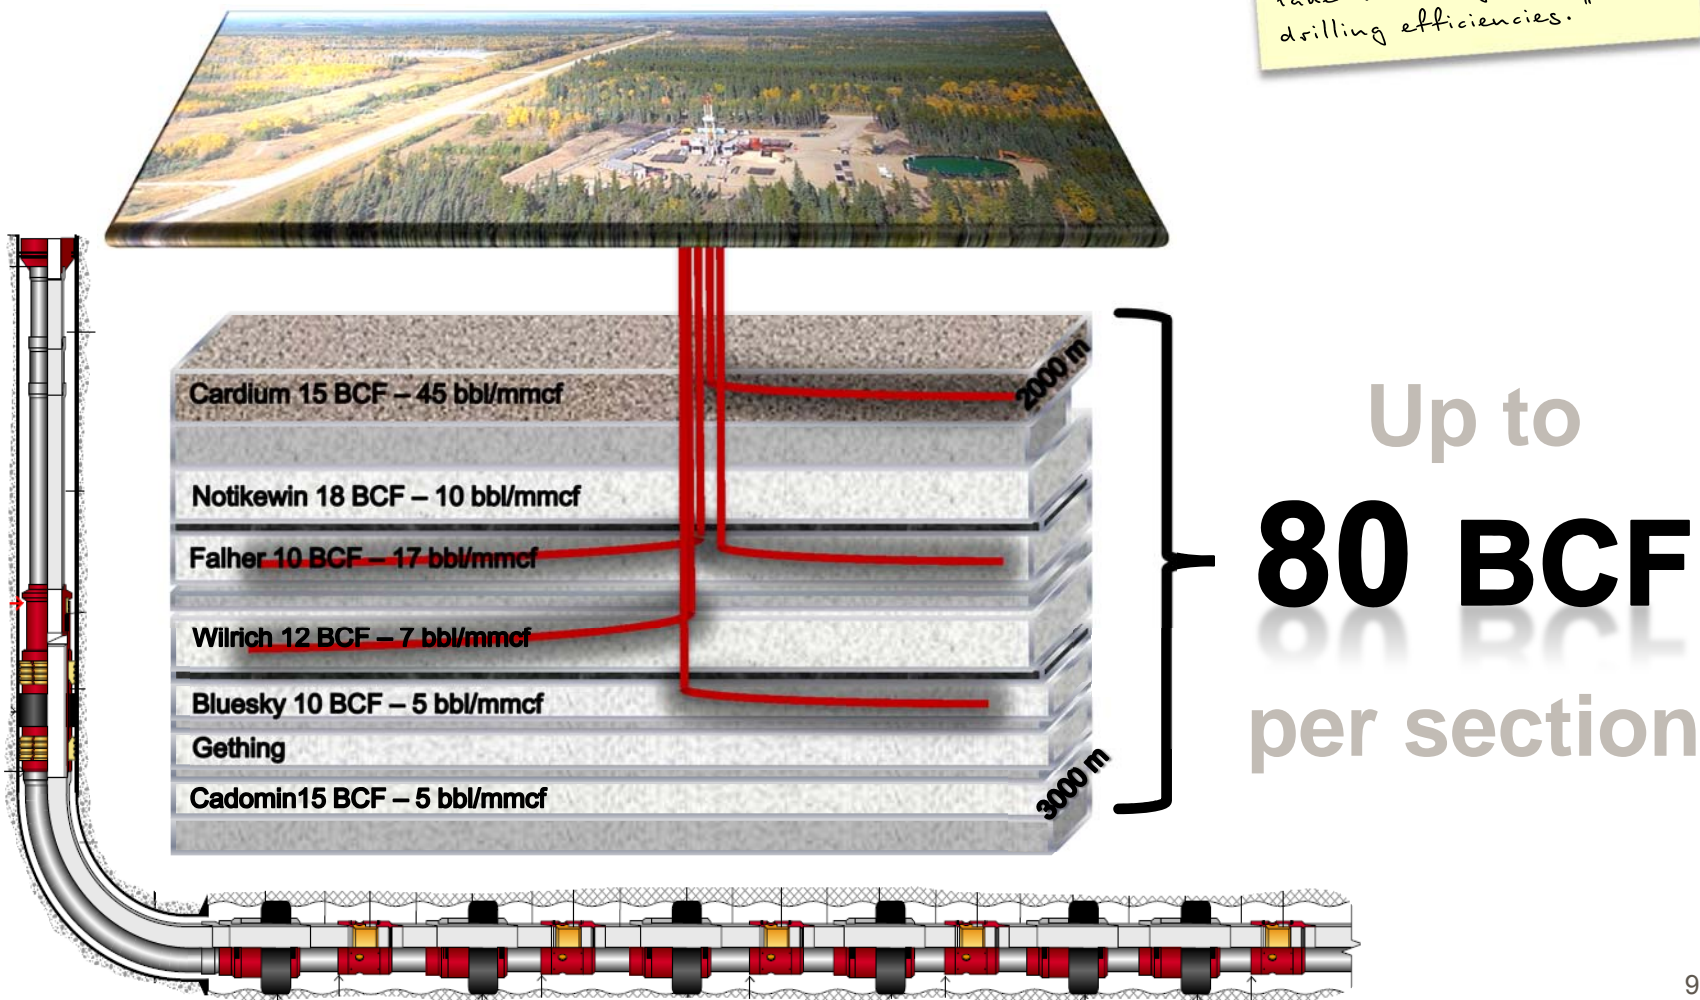 drilling efficiencies."
Cardium 15 BCF – 45 bbl/mmcf
2000 m
Notikewin 18 BCF – 10 bbl/mmcf
Falher 10 BCF – 17 bbl/mmcf
Wilrich 12 BCF – 7 bbl/mmcf
Bluesky 10 BCF – 5 bbl/mmcf
Gething
Cadomin15 BCF – 5 bbl/mmcf
3000 m
Up to
80 BCF
per section
9